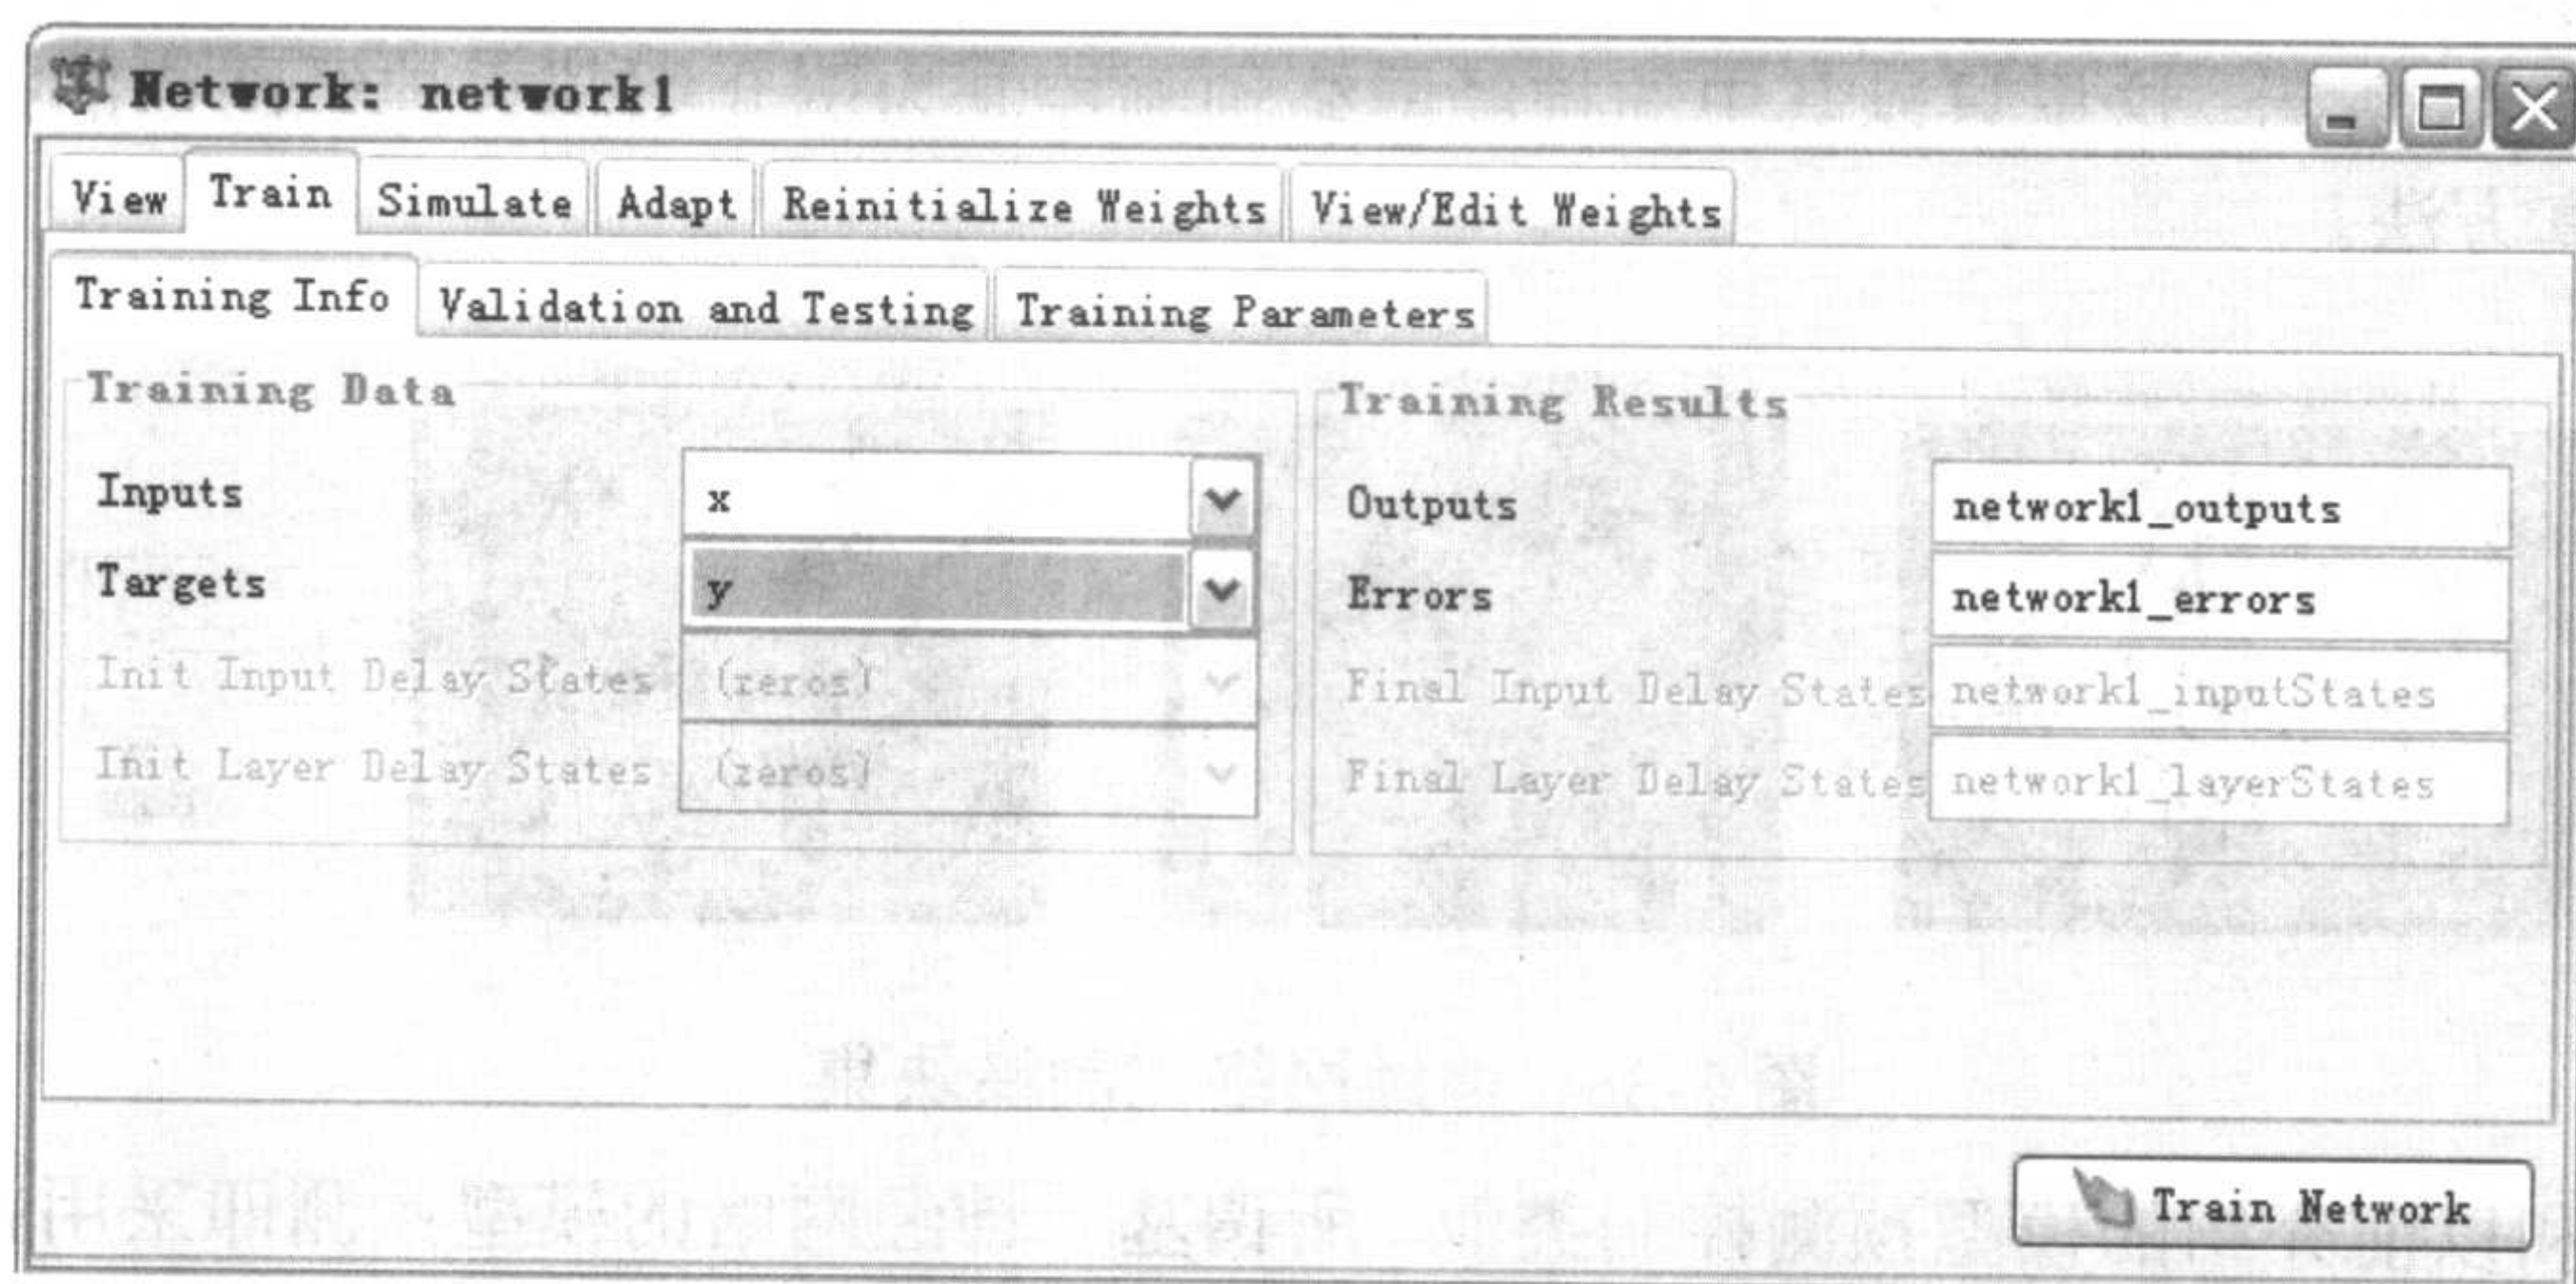 Network: network1
View Train Simulate Adapt Reinitialize Weights View/Edit Weights
Training Info Validation and Testing Training Parameters
Training Data
Inputs x
Targets y
Init Input Delay States (zeros)
Init Layer Delay States (zeros)
Training Results
Outputs network1_outputs
Errors network1_errors
Final Input Delay States network1_inputStates
Final Layer Delay States network1_layerStates
Train Network